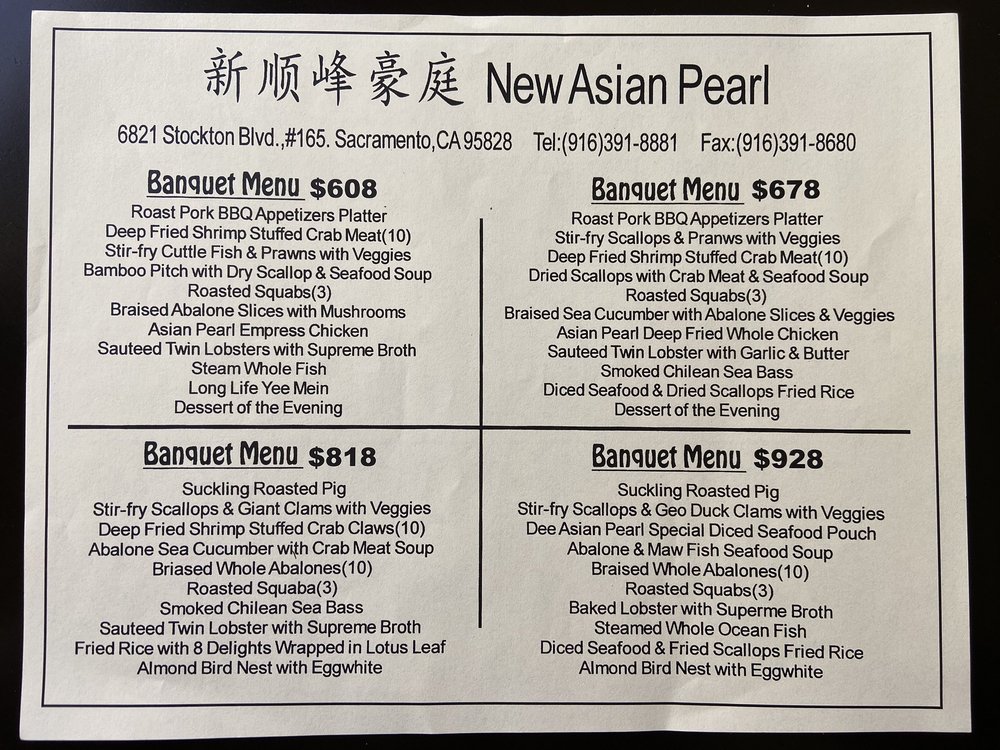 新顺峰豪庭 New Asian Pearl
6821 Stockton Blvd.,#165. Sacramento,CA 95828 Tel:(916)391-8881 Fax:(916)391-8680
Banquet Menu $608
Roast Pork BBQ Appetizers Platter
Deep Fried Shrimp Stuffed Crab Meat(10)
Stir-fry Cuttle Fish & Prawns with Veggies
Bamboo Pitch with Dry Scallop & Seafood Soup
Roasted Squabs(3)
Braised Abalone Slices with Mushrooms
Asian Pearl Empress Chicken
Sauteed Twin Lobsters with Supreme Broth
Steam Whole Fish
Long Life Yee Mein
Dessert of the Evening
Banquet Menu $678
Roast Pork BBQ Appetizers Platter
Stir-fry Scallops & Pranws with Veggies
Deep Fried Shrimp Stuffed Crab Meat(10)
Dried Scallops with Crab Meat & Seafood Soup
Roasted Squabs(3)
Braised Sea Cucumber with Abalone Slices & Veggies
Asian Pearl Deep Fried Whole Chicken
Sauteed Twin Lobster with Garlic & Butter
Smoked Chilean Sea Bass
Diced Seafood & Dried Scallops Fried Rice
Dessert of the Evening
Banquet Menu $818
Suckling Roasted Pig
Stir-fry Scallops & Giant Clams with Veggies
Deep Fried Shrimp Stuffed Crab Claws(10)
Abalone Sea Cucumber with Crab Meat Soup
Briased Whole Abalones(10)
Roasted Squaba(3)
Smoked Chilean Sea Bass
Sauteed Twin Lobster with Supreme Broth
Fried Rice with 8 Delights Wrapped in Lotus Leaf
Almond Bird Nest with Eggwhite
Banquet Menu $928
Suckling Roasted Pig
Stir-fry Scallops & Geo Duck Clams with Veggies
Dee Asian Pearl Special Diced Seafood Pouch
Abalone & Maw Fish Seafood Soup
Braised Whole Abalones(10)
Roasted Squabs(3)
Baked Lobster with Superme Broth
Steamed Whole Ocean Fish
Diced Seafood & Fried Scallops Fried Rice
Almond Bird Nest with Eggwhite